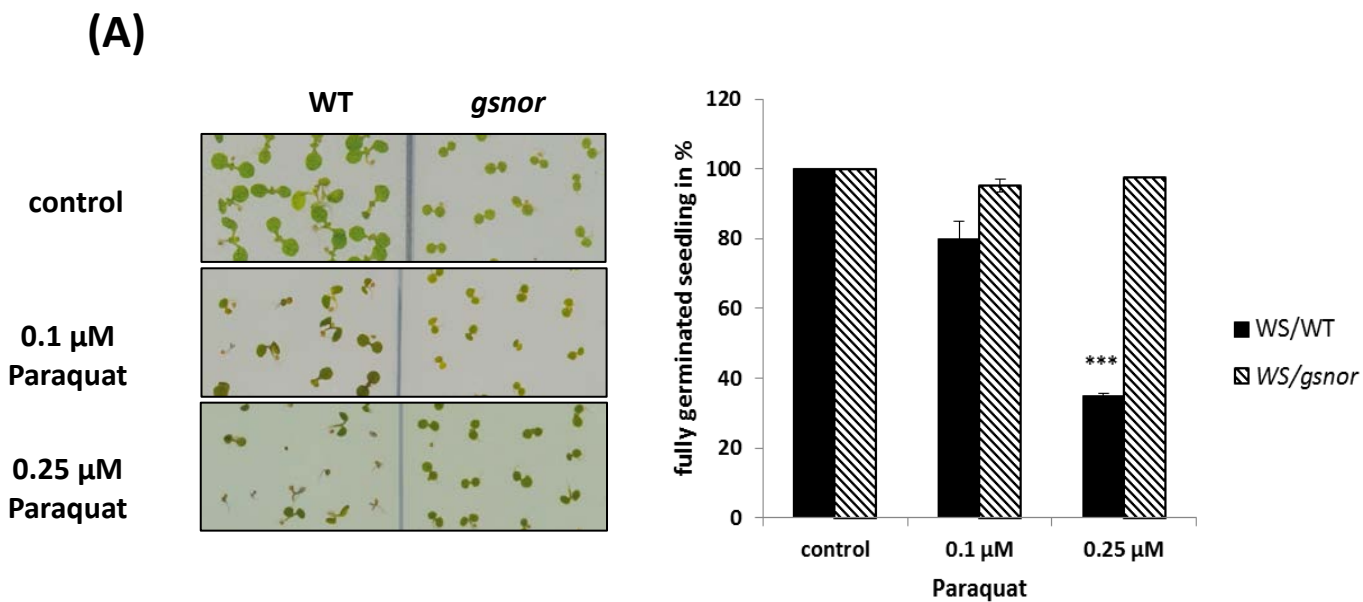 (A)
WT
gsnor
control
0.1 µM
Paraquat
0.25 µM
Paraquat
fully germinated seedling in %
120
100
80
60
40
20
0
***
control
0.1 µM
0.25 µM
Paraquat
WS/WT
WS/gsnor